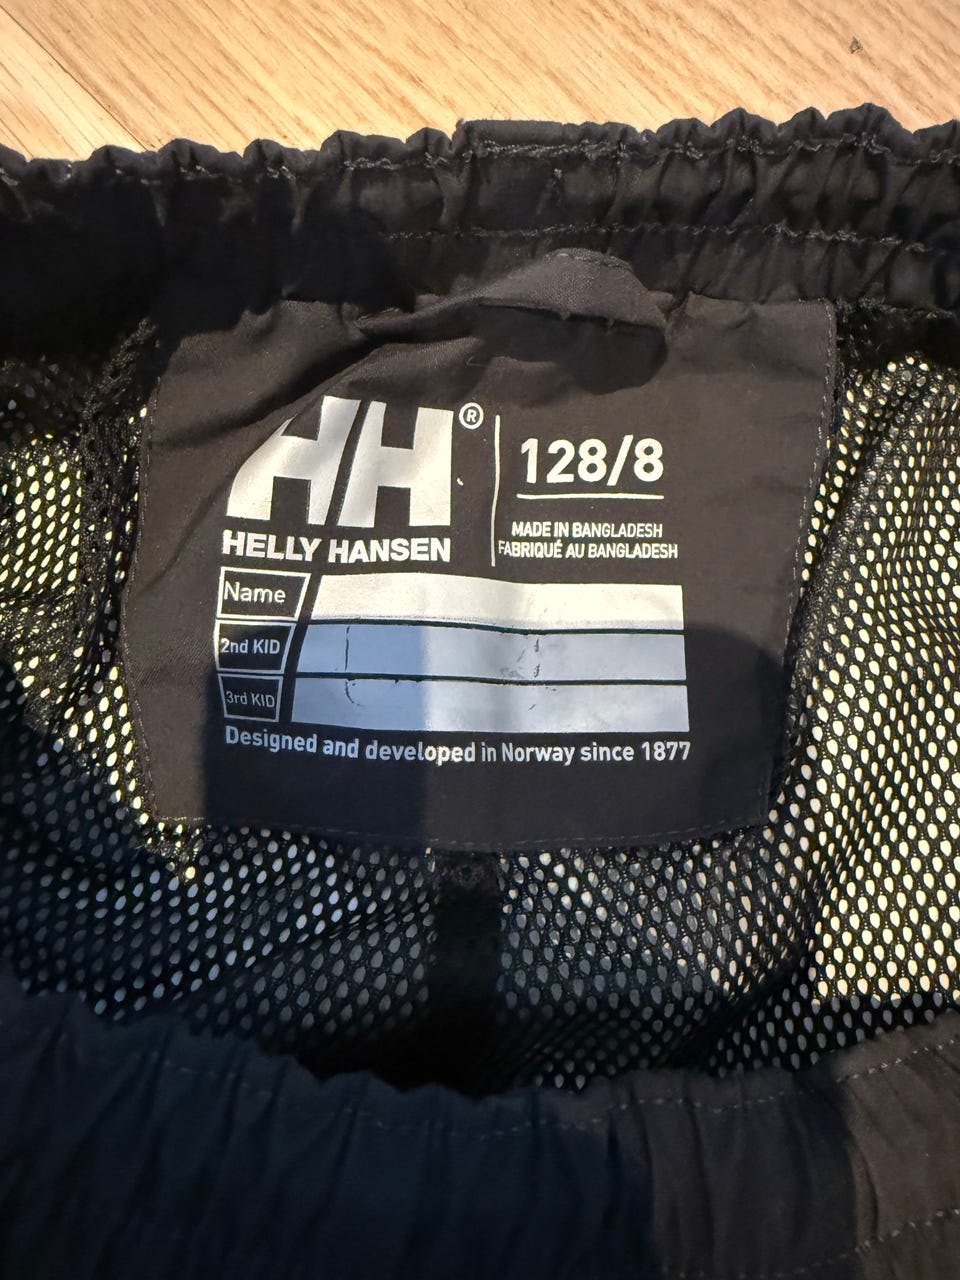 HH®
HELLY HANSEN
128/8
MADE IN BANGLADESH
FABRIQUÉ AU BANGLADESH
Name
2nd KID
3rd KID
Designed and developed in Norway since 1877